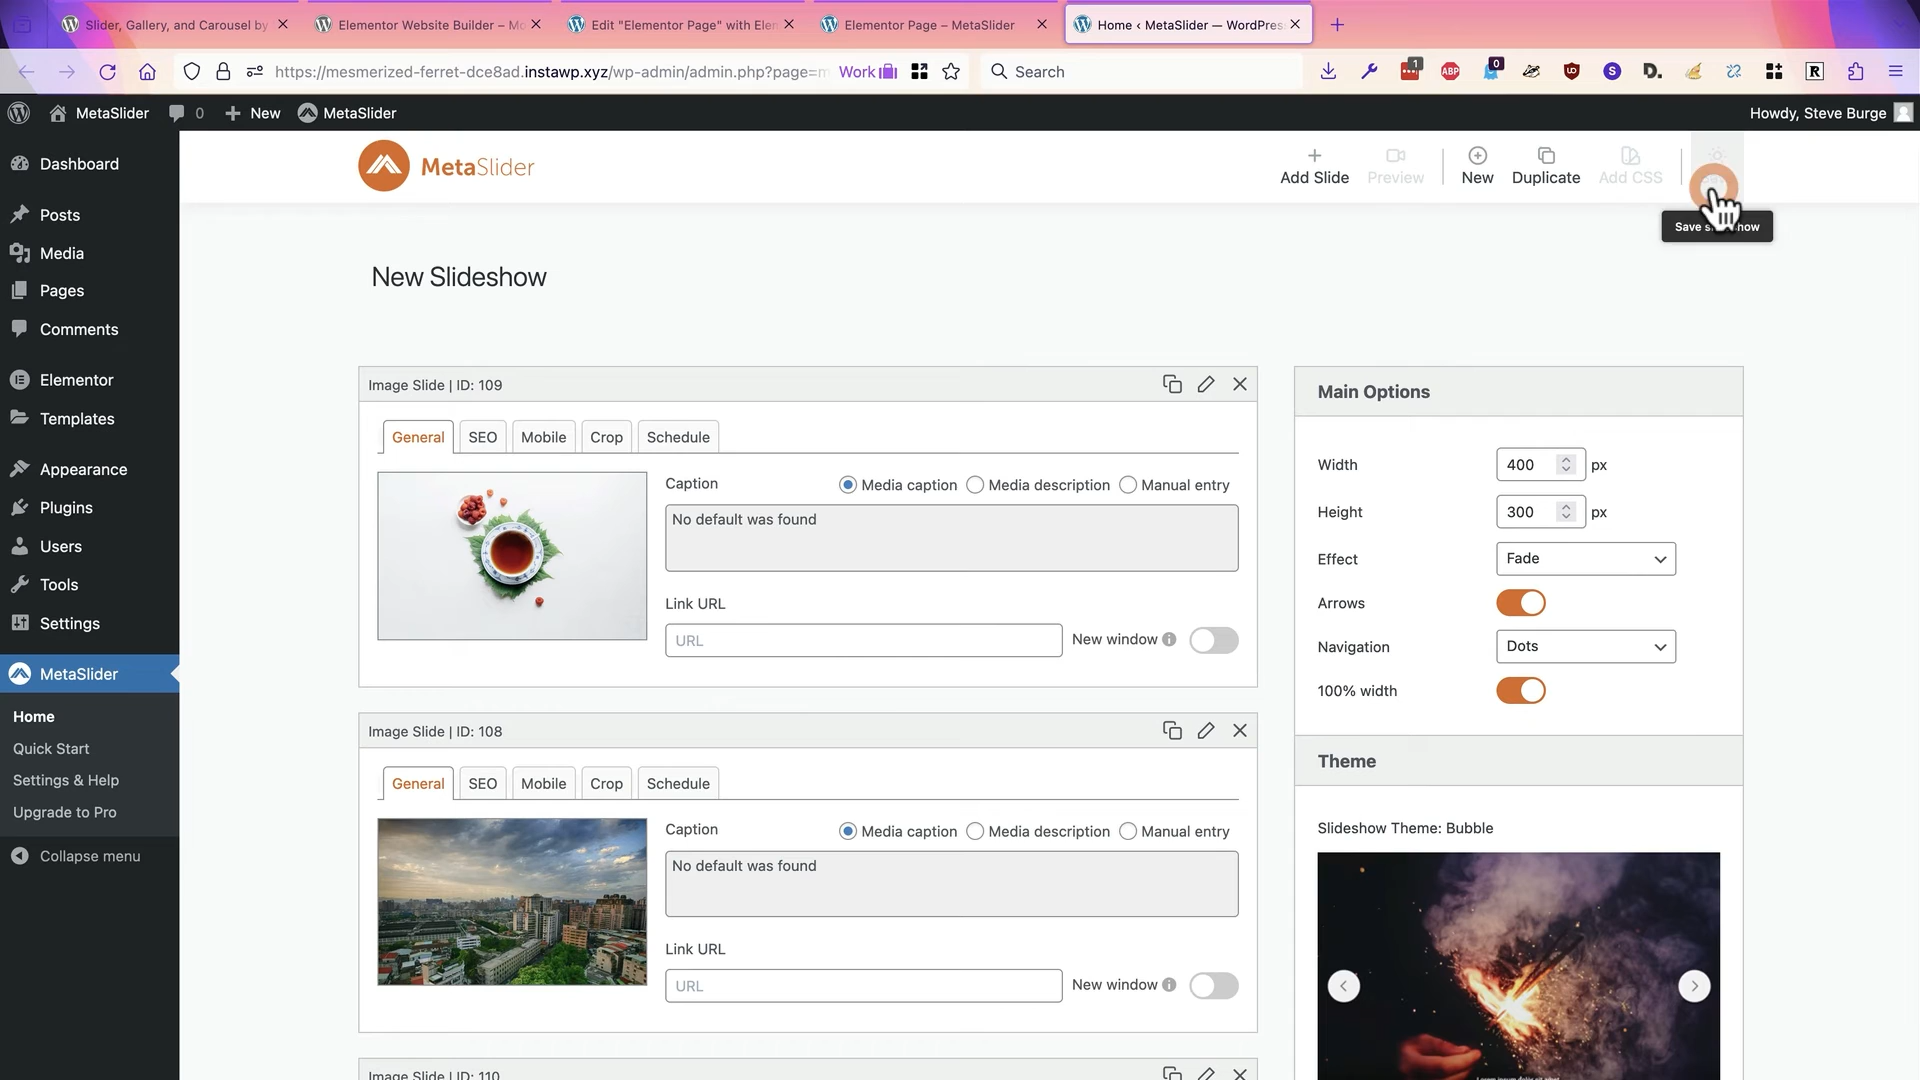 Slider, Gallery, and Carousel by
Elementor Website Builder – Mo
Edit "Elementor Page" with Elem
Elementor Page – MetaSlider
Home ‹ MetaSlider — WordPress
https://mesmerized-ferret-dce8ad.instawp.xyz/wp-admin/admin.php?page=m
Work
Search
1
ABP
0
S
D.
R
MetaSlider
0
New
MetaSlider
Howdy, Steve Burge
Dashboard
Posts
Media
Pages
Comments
Elementor
Templates
Appearance
Plugins
Users
Tools
Settings
MetaSlider
Home
Quick Start
Settings & Help
Upgrade to Pro
Collapse menu
MetaSlider
Add Slide
Preview
New
Duplicate
Add CSS
Save
New Slideshow
Image Slide | ID: 109
General
SEO
Mobile
Crop
Schedule
Caption
Media caption
Media description
Manual entry
No default was found
Link URL
URL
New window
Image Slide | ID: 108
General
SEO
Mobile
Crop
Schedule
Caption
Media caption
Media description
Manual entry
No default was found
Link URL
URL
New window
Image Slide | ID: 110
Main Options
Width
400
px
Height
300
px
Effect
Fade
Arrows
Navigation
Dots
100% width
Theme
Slideshow Theme: Bubble